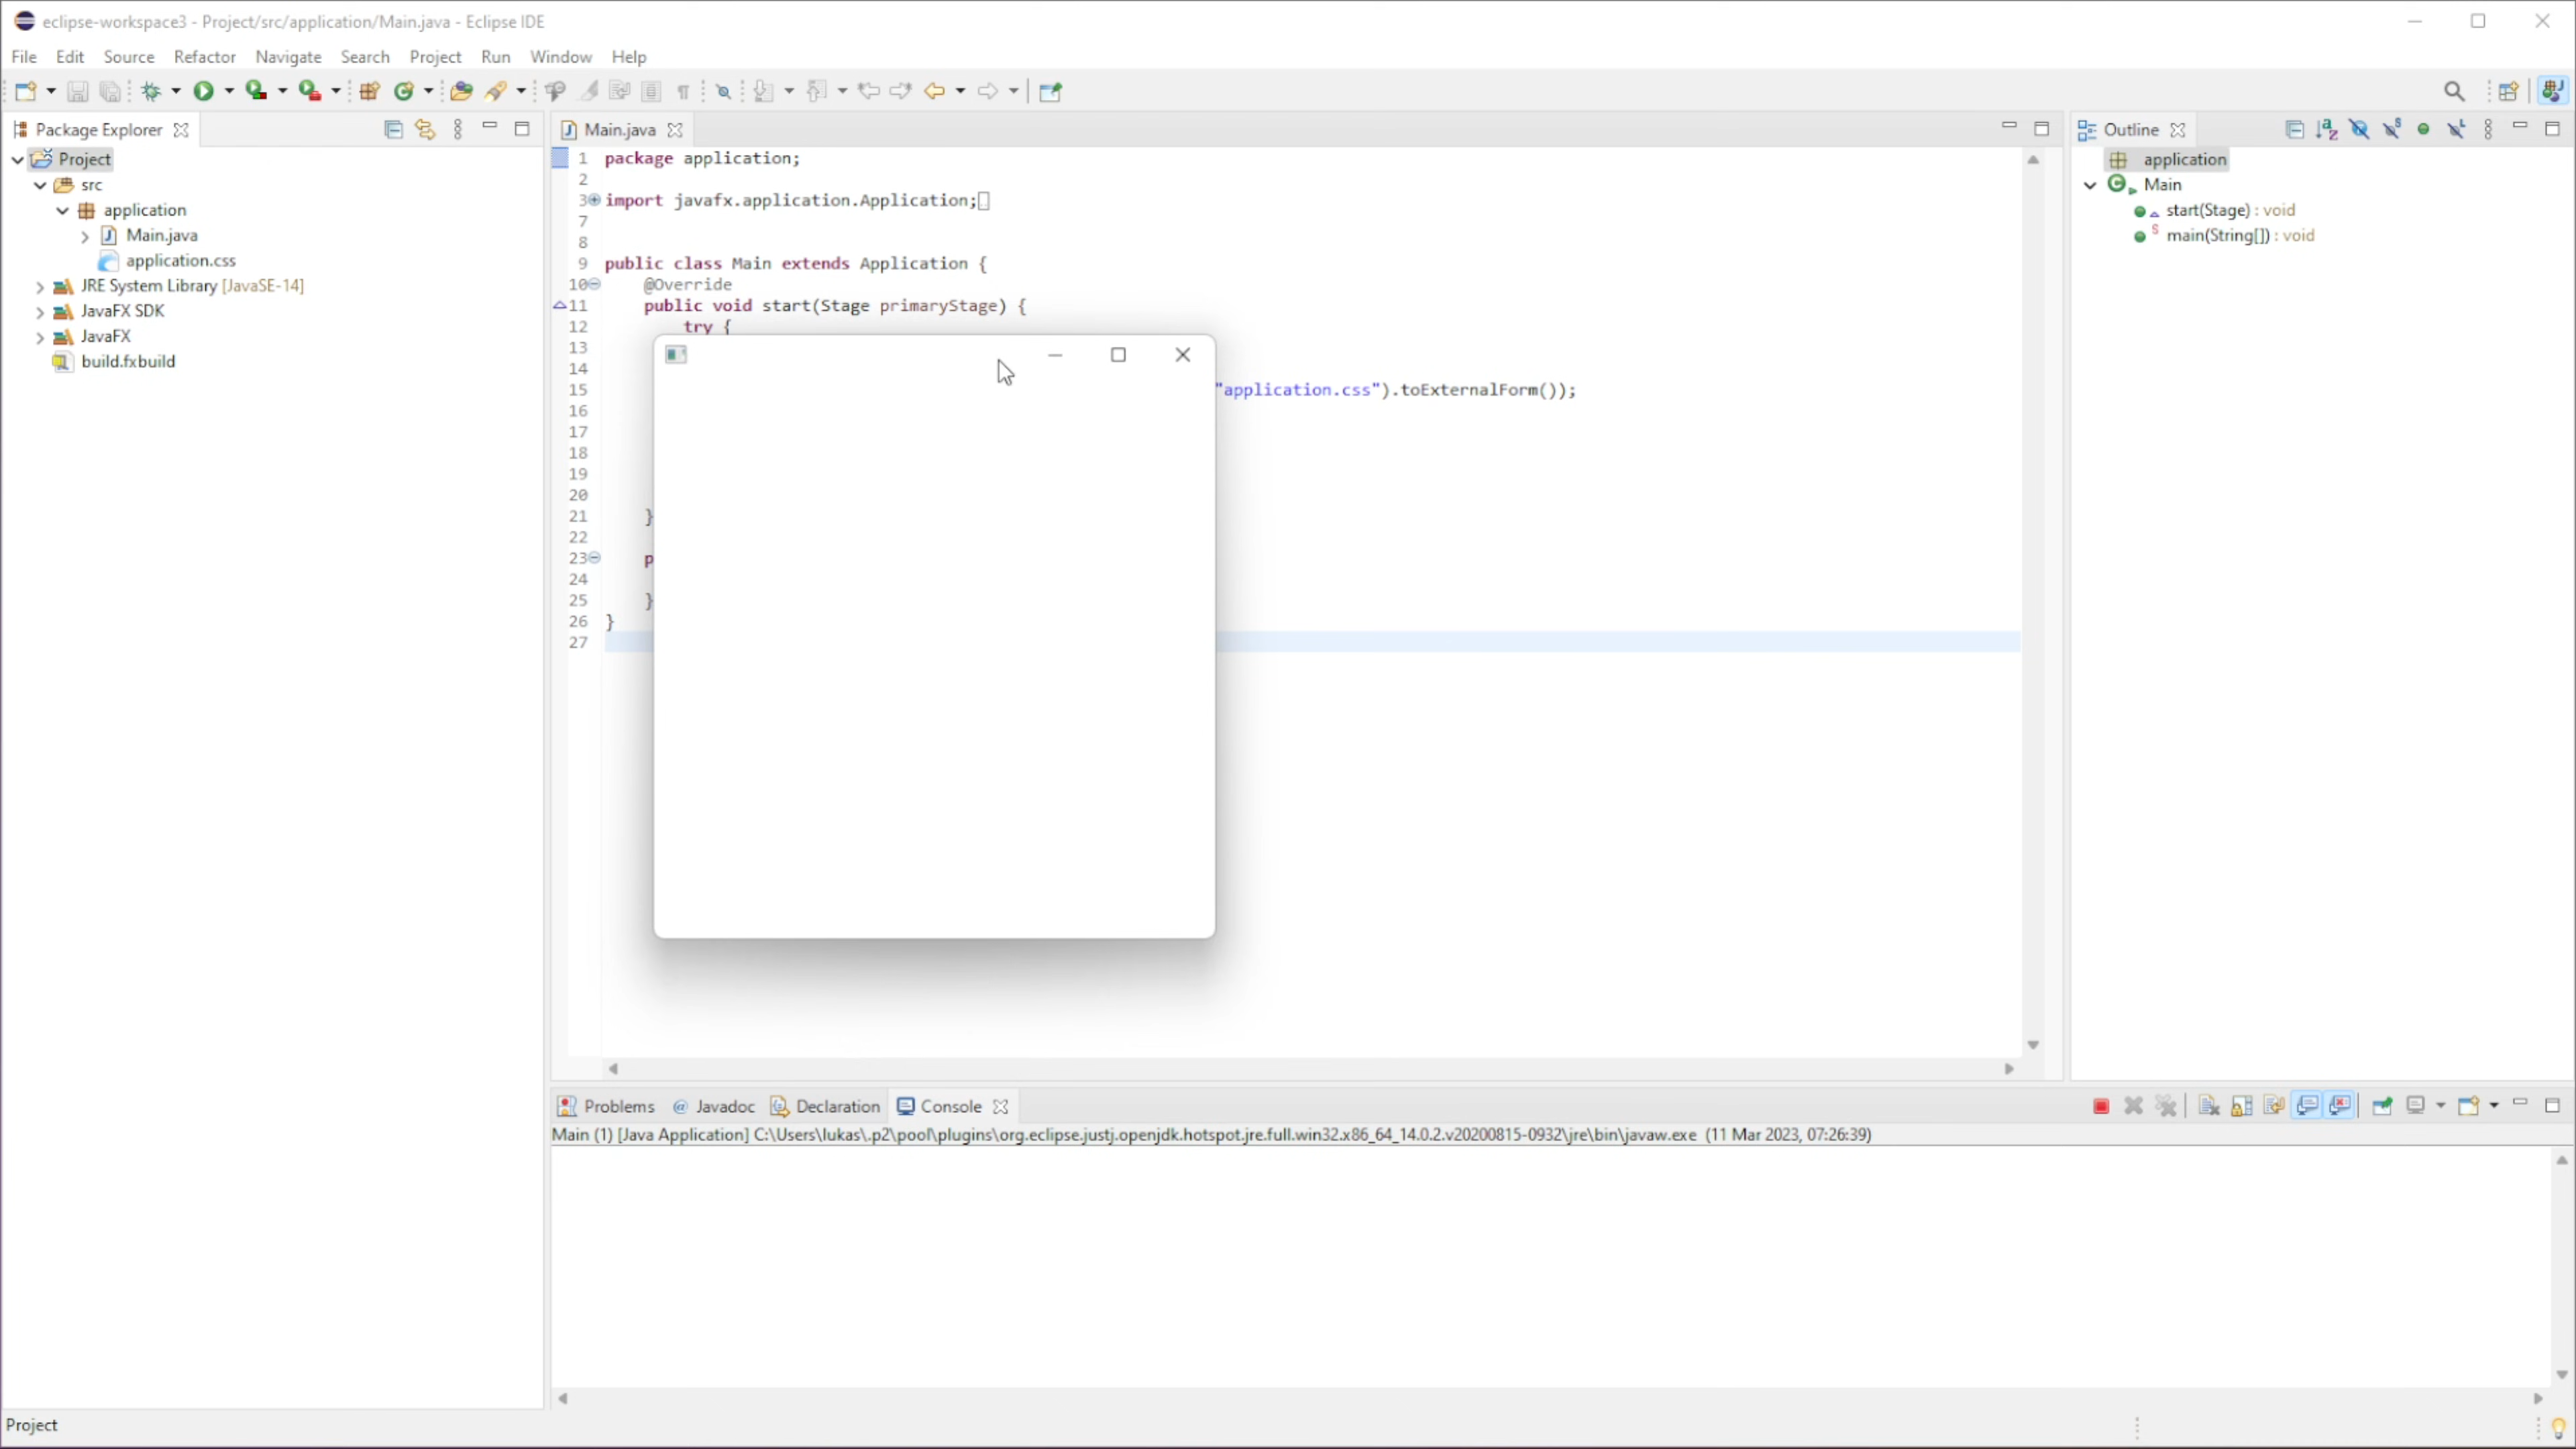 eclipse-workspace3 - Project/src/application/Main.java - Eclipse IDE
File Edit Source Refactor Navigate Search Project Run Window Help
Package Explorer
Project
src
application
Main.java
application.css
JRE System Library [JavaSE-14]
JavaFX SDK
JavaFX
build.fxbuild
Main.java
1 package application;
2
3 import javafx.application.Application;
7
8
9 public class Main extends Application {
10 @Override
11 public void start(Stage primaryStage) {
12 try {
13
14
15 "application.css").toExternalForm());
16
17
18
19
20
21 }
22
23 p
24
25 }
26 }
27
Outline
application
Main
start(Stage) : void
main(String[]) : void
Problems @ Javadoc Declaration Console
Main (1) [Java Application] C:\Users\lukas\.p2\pool\plugins\org.eclipse.justj.openjdk.hotspot.jre.full.win32.x86_64_14.0.2.v20200815-0932\jre\bin\javaw.exe (11 Mar 2023, 07:26:39)
Project